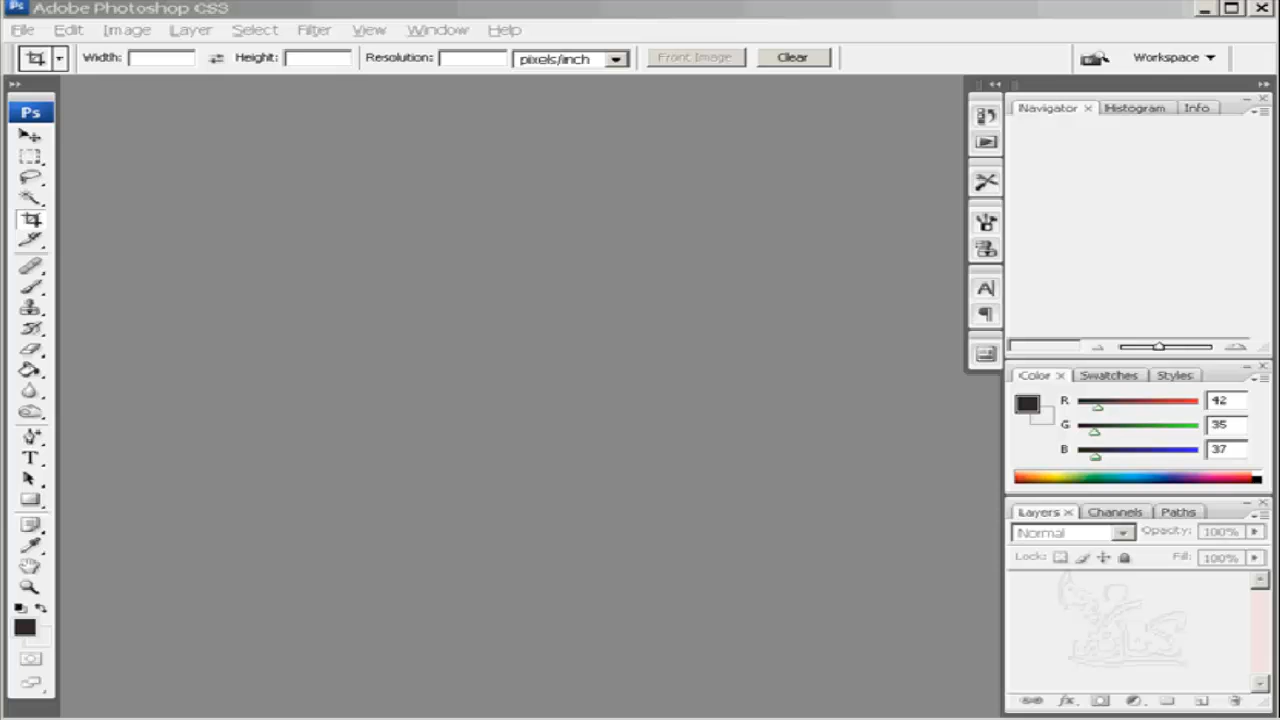 Ps Adobe Photoshop CS3
File Edit Image Layer Select Filter View Window Help
Width: Height: Resolution: pixels/inch Front Image Clear Workspace
Ps
Navigator Histogram Info
A
T
Color Swatches Styles
R 42
G 35
B 37
Layers Channels Paths
Normal Opacity: 100%
Lock: Fill: 100%
fx